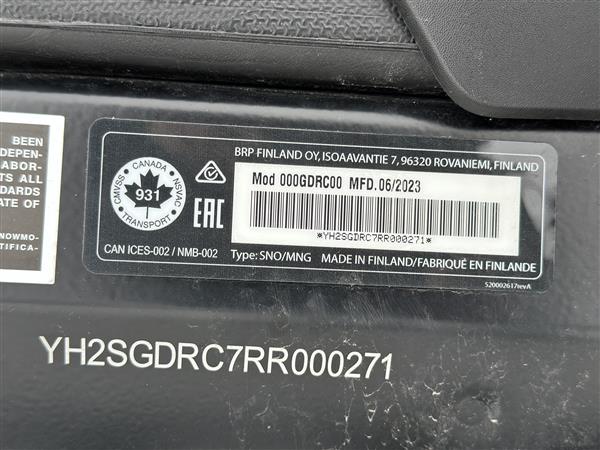 BEEN
DEPEN-
ABOR-
TS ALL
NDARDS
ATE OF
NOWMO-
TIFICA-
CANADA
CMVSS
NSVAC
931
TRANSPORT
EAC
CAN ICES-002 / NMB-002
BRP FINLAND OY, ISOAAVANTIE 7, 96320 ROVANIEMI, FINLAND
Mod 000GDRC00 MFD.06/2023
*YH2SGDRC7RR000271*
Type: SNO/MNG MADE IN FINLAND/FABRIQUÉ EN FINLANDE
520002617revA
YH2SGDRC7RR000271